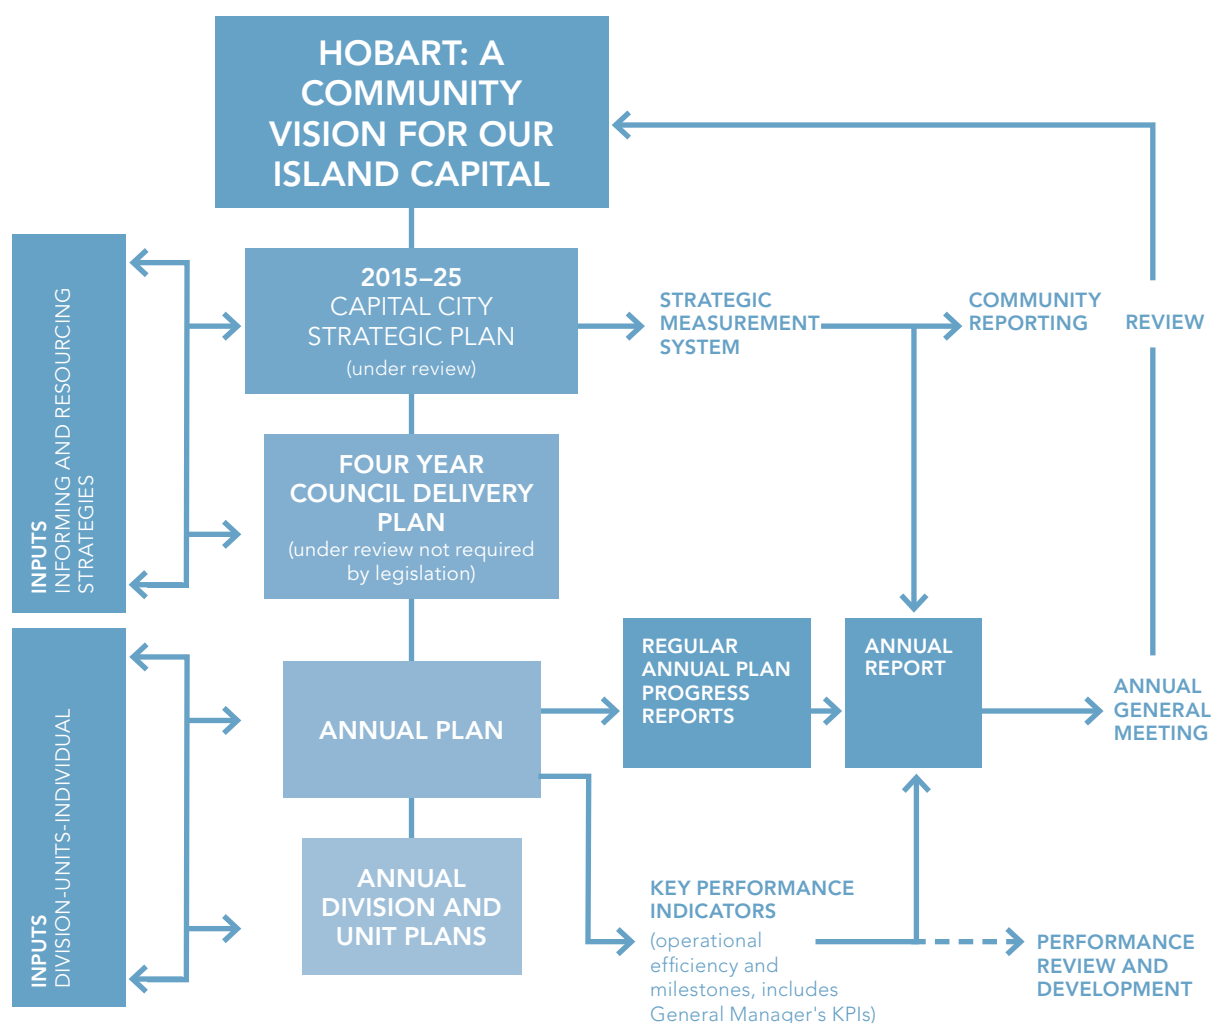 HOBART: A
COMMUNITY
VISION FOR OUR
ISLAND CAPITAL
INPUTS
INFORMING AND RESOURCING
STRATEGIES
2015–25
CAPITAL CITY
STRATEGIC PLAN
(under review)
STRATEGIC
MEASUREMENT
SYSTEM
COMMUNITY
REPORTING
REVIEW
FOUR YEAR
COUNCIL DELIVERY
PLAN
(under review not required
by legislation)
INPUTS
DIVISION-UNITS-INDIVIDUAL
ANNUAL PLAN
REGULAR
ANNUAL PLAN
PROGRESS
REPORTS
ANNUAL
REPORT
ANNUAL
GENERAL
MEETING
ANNUAL
DIVISION AND
UNIT PLANS
KEY PERFORMANCE
INDICATORS
(operational
efficiency and
milestones, includes
General Manager's KPIs)
PERFORMANCE
REVIEW AND
DEVELOPMENT